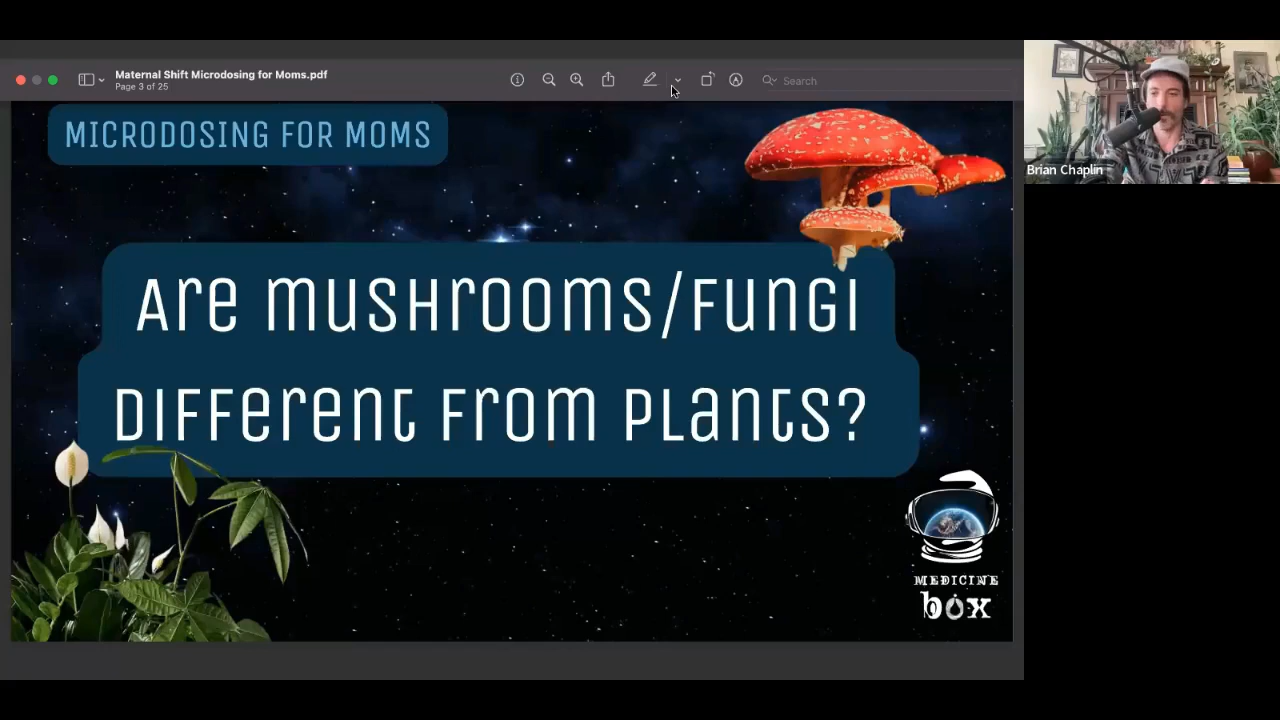 Maternal Shift Microdosing for Moms.pdf
Page 3 of 25
Search
MICRODOSING FOR MOMS
Are mushrooms/Fungi
Different from Plants?
MEDICINE
box
Brian Chaplin